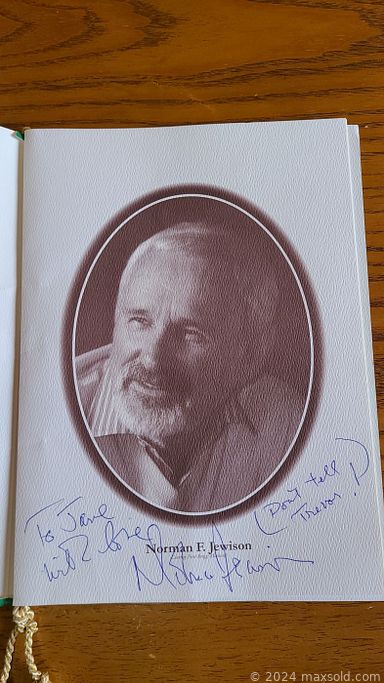 To Jane
with love
(Don't tell
Trevor!)
Norman F. Jewison
Norman Jewison
© 2024 maxsold.com